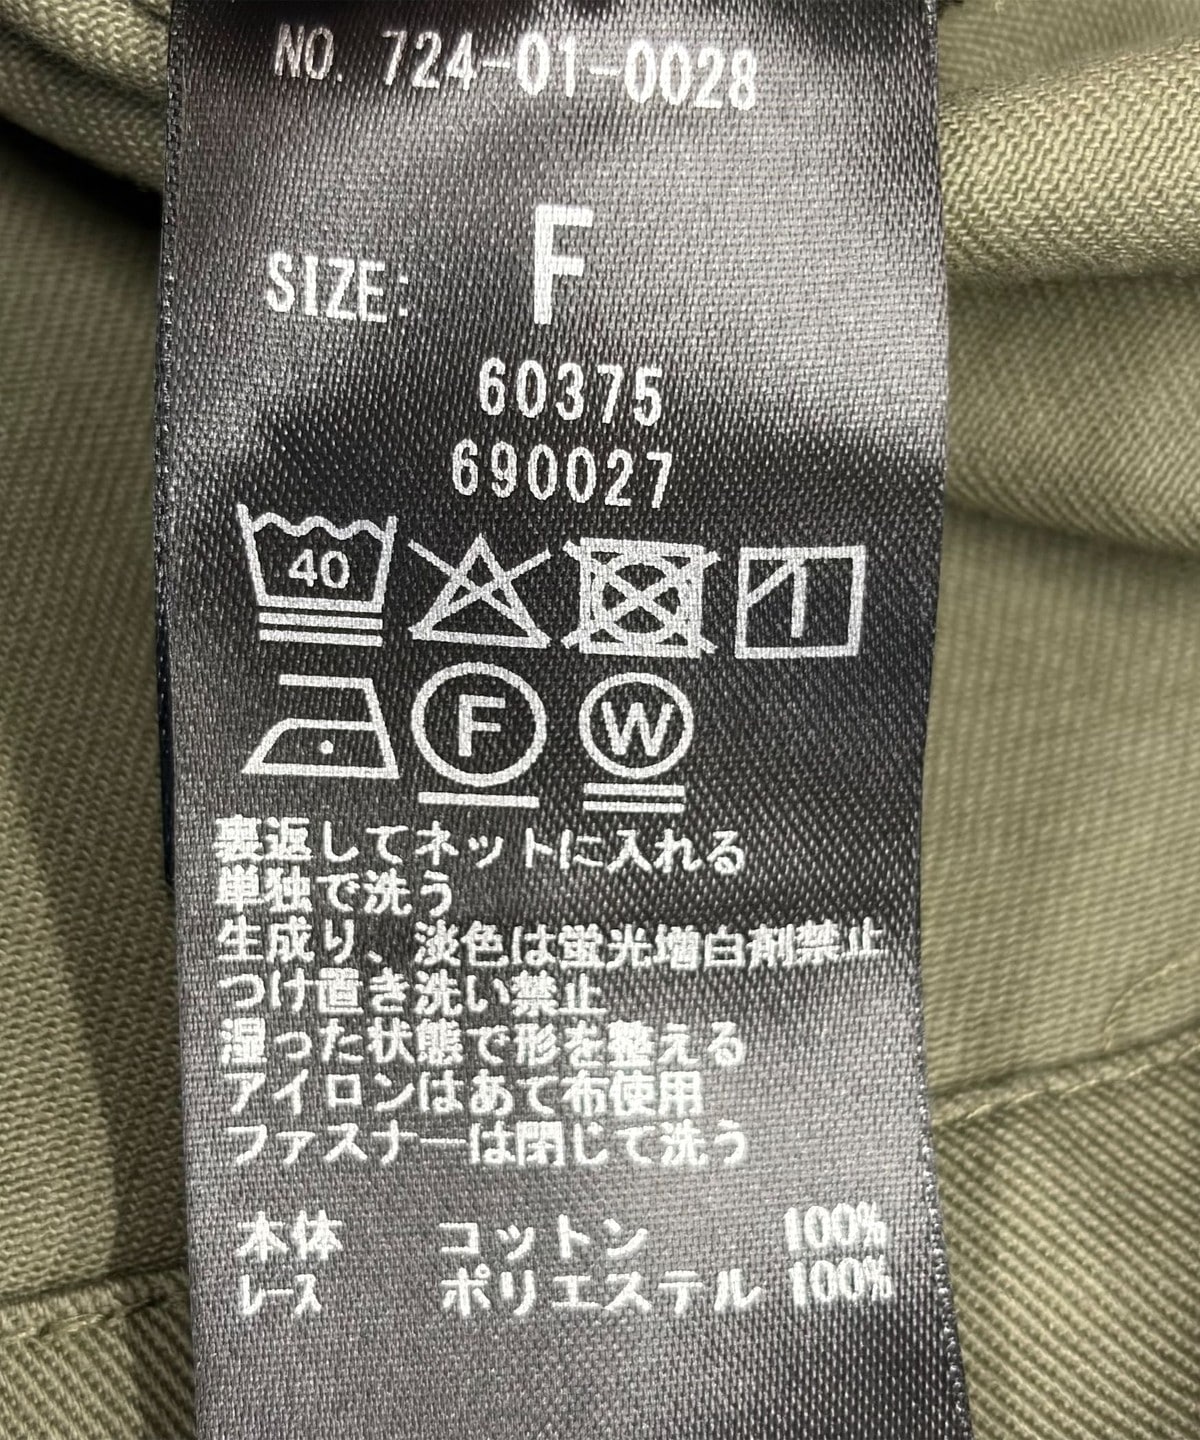 NO. 724-01-0028
SIZE: F
60375
690027
40
F W
裏返してネットに入れる
単独で洗う
生成り、淡色は蛍光増白剤禁止
つけ置き洗い禁止
湿った状態で形を整える
アイロンはあて布使用
ファスナーは閉じて洗う
本体 コットン 100%
レース ポリエステル 100%